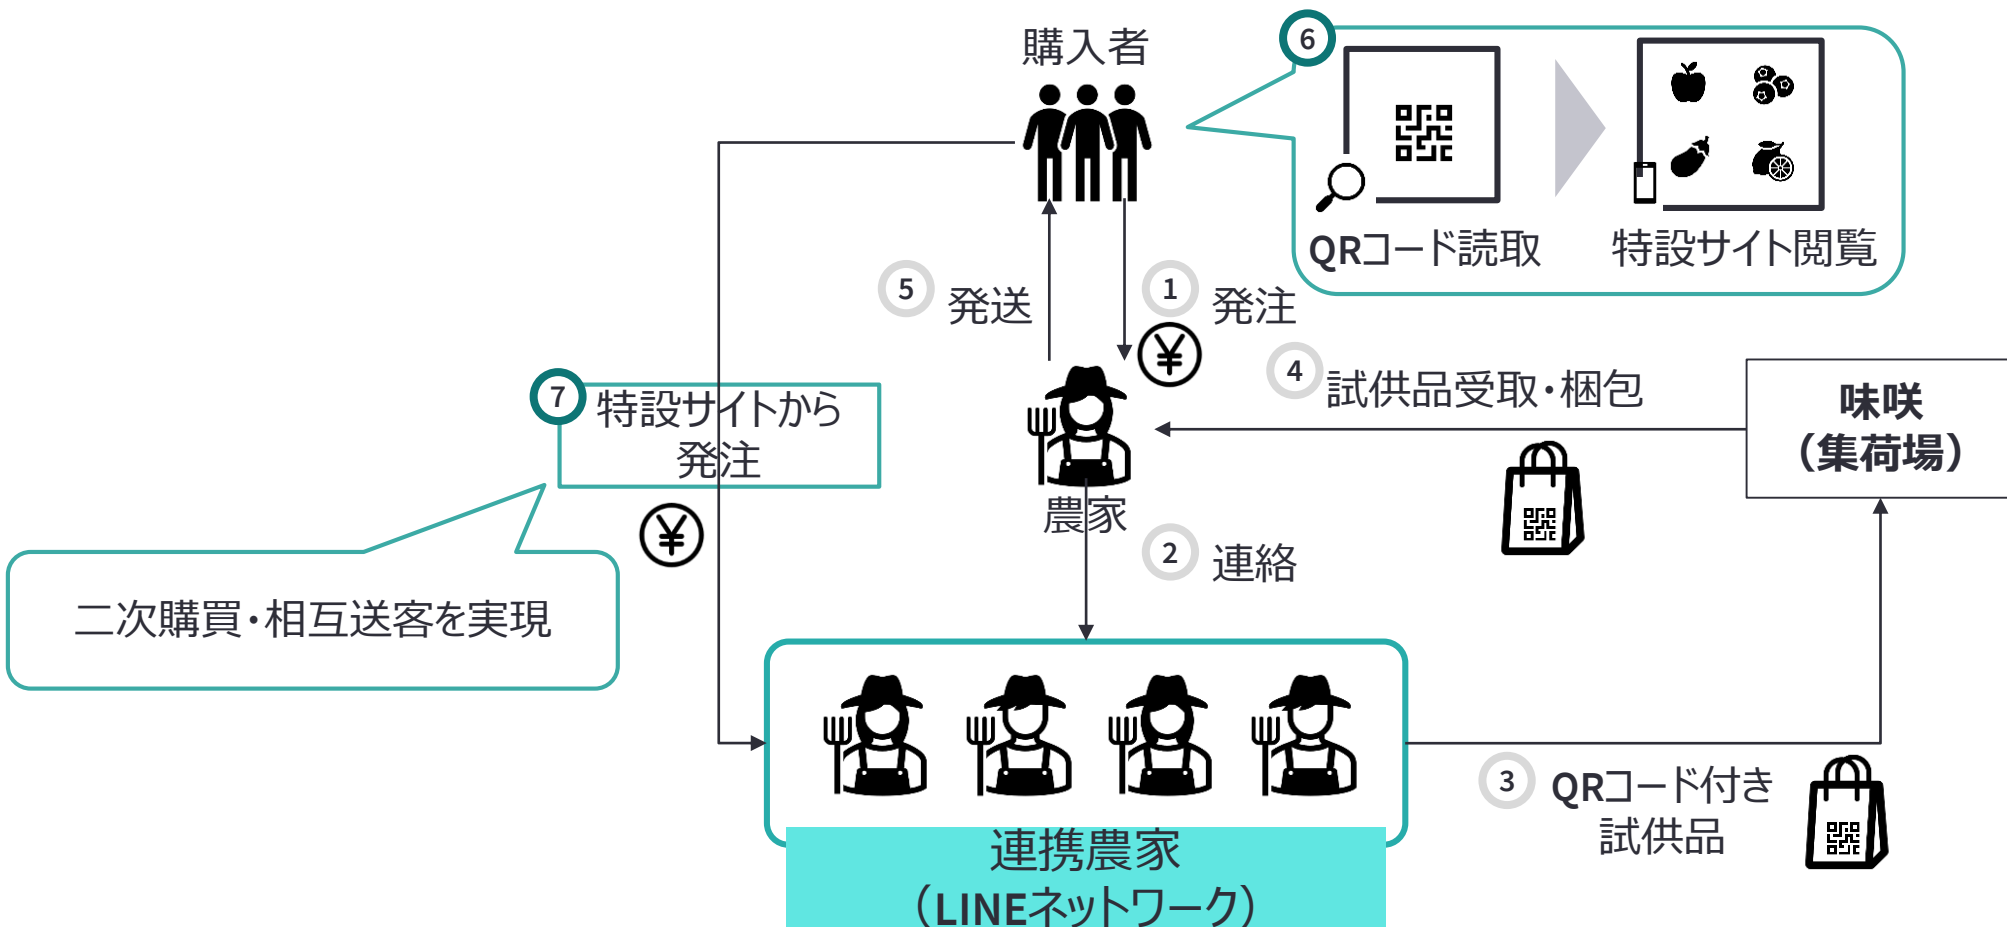 購入者
6
QRコード読取
特設サイト閲覧
5
発送
1
発注
¥
4
試供品受取・梱包
味咲
（集荷場）
7
特設サイトから
発注
¥
農家
2
連絡
二次購買・相互送客を実現
3
QRコード付き
試供品
連携農家
（LINEネットワーク）